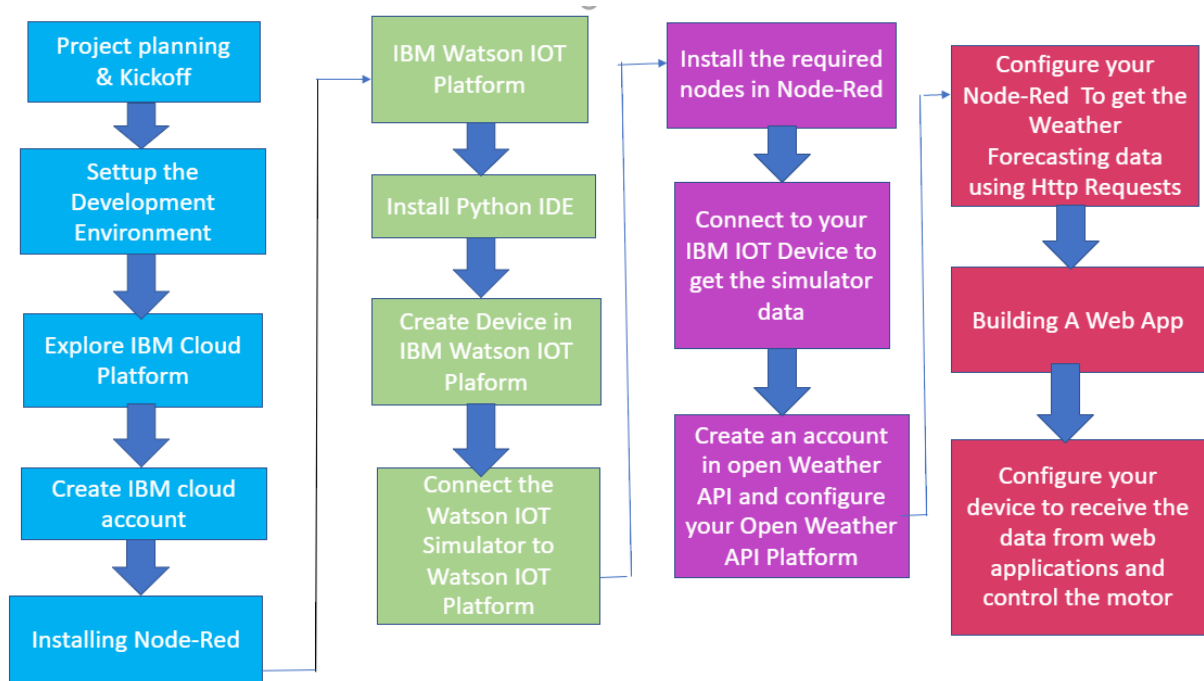 Project planning
& Kickoff
Settup the
Development
Environment
Explore IBM Cloud
Platform
Create IBM cloud
account
Installing Node-Red
IBM Watson IOT
Platform
Install Python IDE
Create Device in
IBM Watson IOT
Plaform
Connect the
Watson IOT
Simulator to
Watson IOT
Platform
Install the required
nodes in Node-Red
Connect to your
IBM IOT Device to
get the simulator
data
Create an account
in open Weather
API and configure
your Open Weather
API Platform
Configure your
Node-Red To get the
Weather
Forecasting data
using Http Requests
Building A Web App
Configure your
device to receive the
data from web
applications and
control the motor